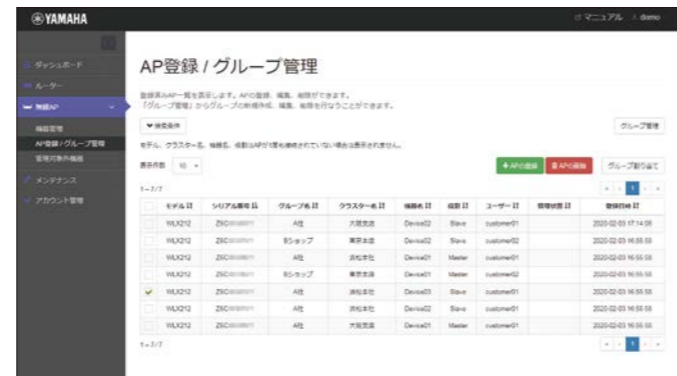 YAMAHA
マニュアル demo
ダッシュボード
ルーター
無線AP
機器管理
AP登録/グループ管理
管理対象外機器
メンテナンス
アカウント管理
AP登録 / グループ管理
登録済みAP一覧を表示します。APの登録、編集、削除ができます。
「グループ管理」からグループの新規作成、編集、削除を行なうことができます。
検索条件
グループ管理
モデル、クラスター名、機器名、役割はAPが1度も接続されていない場合は表示されません。
表示件数 10
+AP登録 AP削除 グループ割り当て
1-7/7
1
モデル シリアル番号 グループ名 クラスター名 機器名 役割 ユーザー 管理状態 登録日時
WLX212 Z5C A社 大阪支店 Device02 Slave customer01 2020-02-03 17:14:08
WLX212 Z5C Bショップ 東京本店 Device02 Slave customer02 2020-02-03 16:55:55
WLX212 Z5C A社 浜松本社 Device01 Master customer01 2020-02-03 16:55:55
WLX212 Z5C Bショップ 東京本店 Device01 Master customer02 2020-02-03 16:55:55
WLX212 Z5C A社 浜松本社 Device03 Slave customer01 2020-02-03 16:55:55
WLX212 Z5C A社 浜松本社 Device02 Slave customer01 2020-02-03 16:55:55
WLX212 Z5C A社 大阪支店 Device01 Master customer01 2020-02-03 16:55:55
1-7/7
1